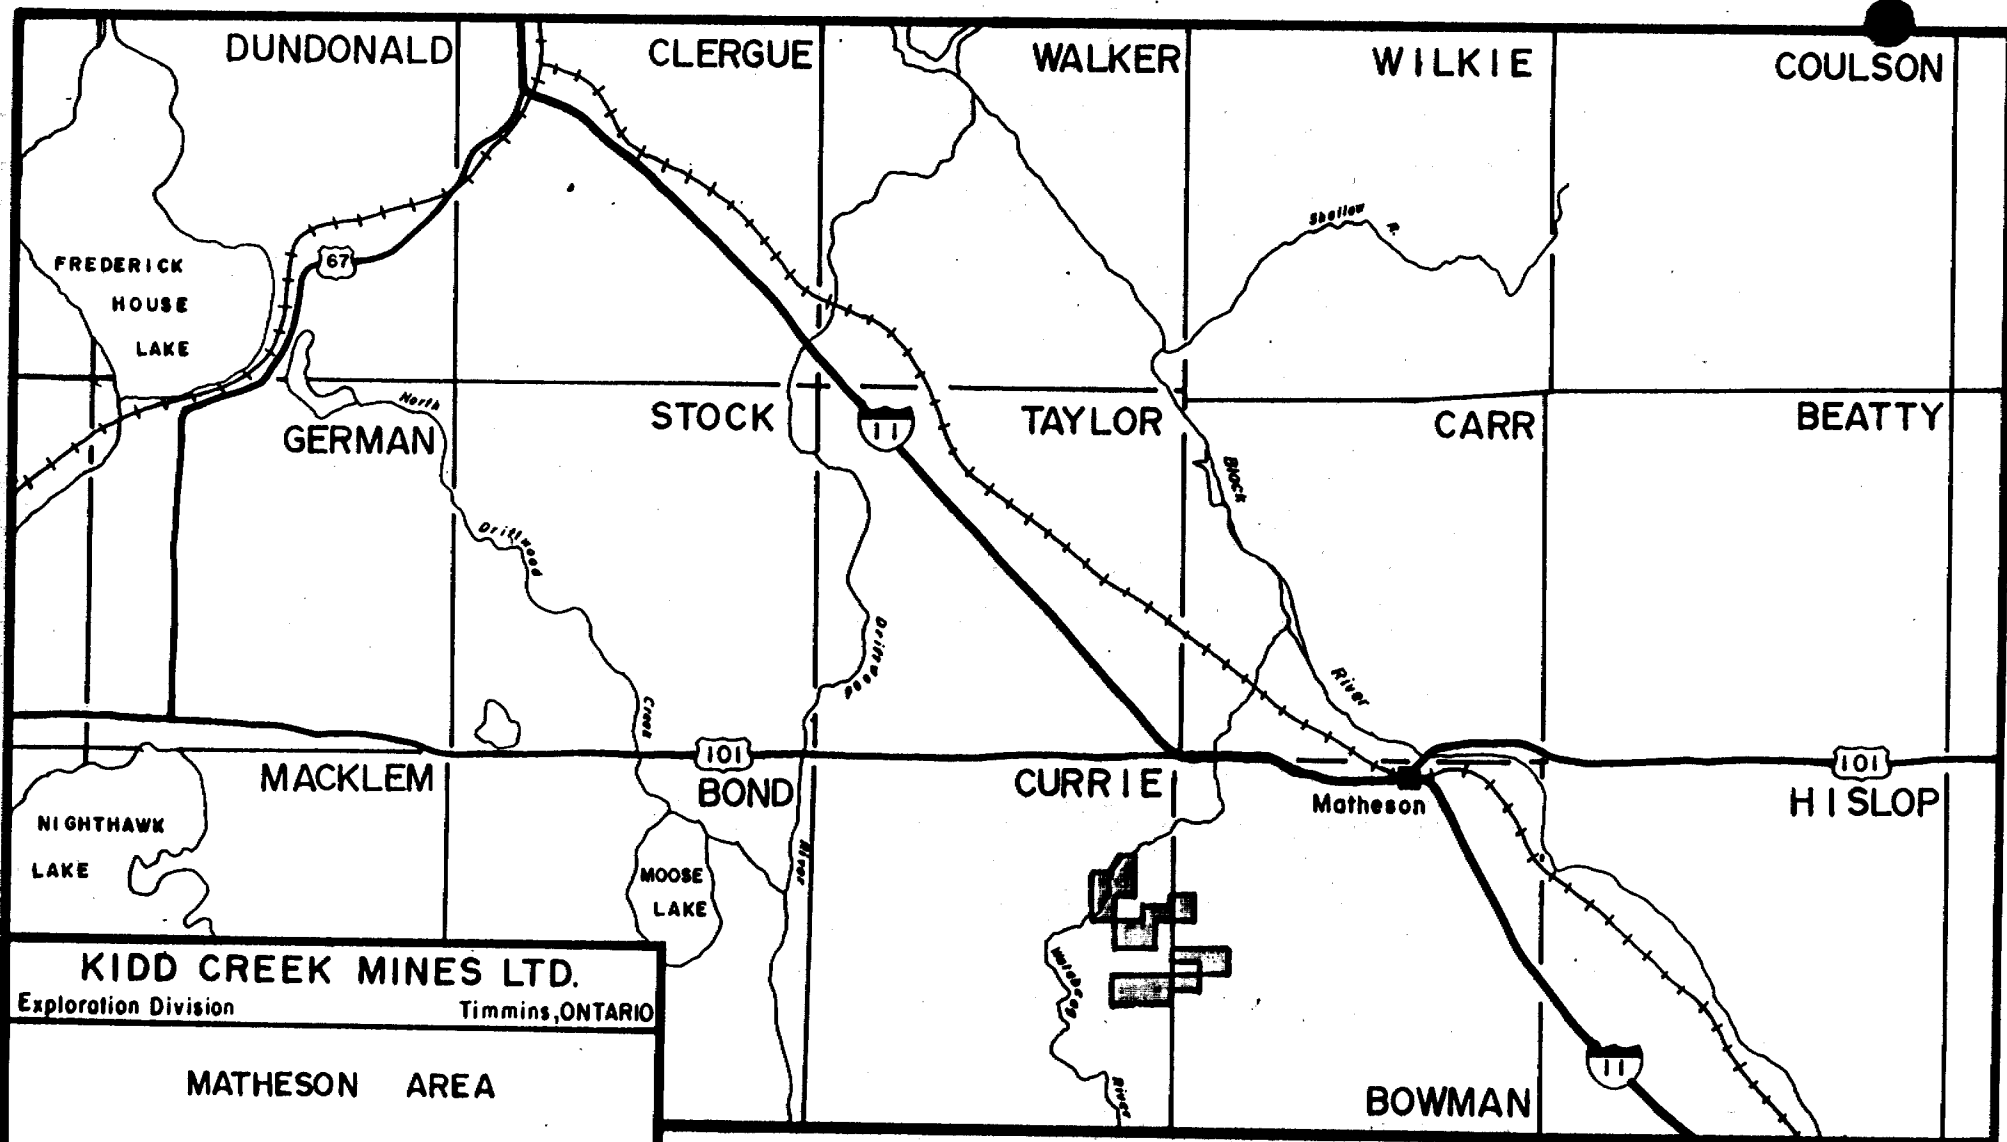 DUNDONALD
CLERGUE
WALKER
WILKIE
COULSON
Shallow
R.
FREDERICK
HOUSE
LAKE
67
North
GERMAN
STOCK
11
TAYLOR
CARR
BEATTY
Black
Driftwood
Driftwood
River
Creek
101
101
MACKLEM
BOND
CURRIE
Matheson
HISLOP
NIGHTHAWK
LAKE
River
MOOSE
LAKE
Watabeag
River
11
BOWMAN
KIDD CREEK MINES LTD.
Exploration Division Timmins, ONTARIO
MATHESON AREA